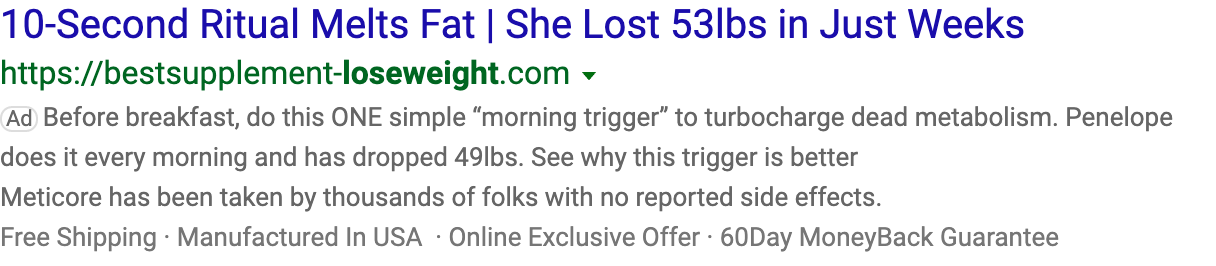 10-Second Ritual Melts Fat | She Lost 53lbs in Just Weeks
https://bestsupplement-loseweight.com
Ad Before breakfast, do this ONE simple “morning trigger” to turbocharge dead metabolism. Penelope
does it every morning and has dropped 49lbs. See why this trigger is better
Meticore has been taken by thousands of folks with no reported side effects.
Free Shipping · Manufactured In USA · Online Exclusive Offer · 60Day MoneyBack Guarantee